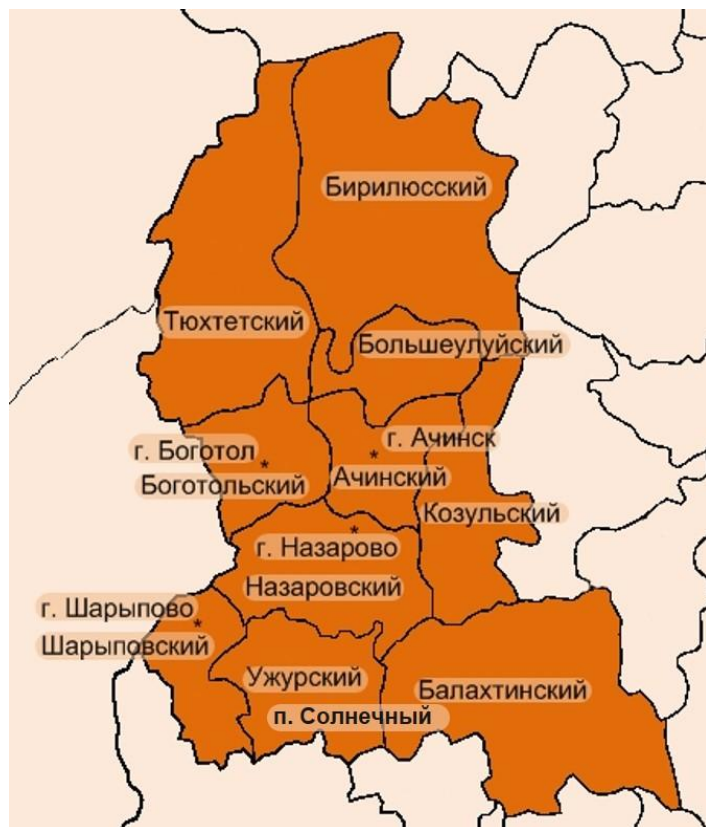 Бирилюсский
Тюхтетский
Большеулуйский
г. Ачинск
г. Боготол
Ачинский
Боготольский
Козульский
г. Назарово
Назаровский
г. Шарыпово
Шарыповский
Ужурский
Балахтинский
п. Солнечный